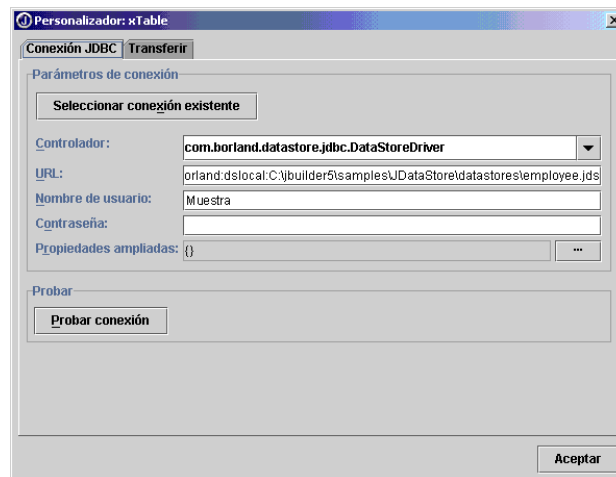 Personalizador: xTable
Conexión JDBC Transferir
Parámetros de conexión
Seleccionar conexión existente
Controlador: com.borland.datastore.jdbc.DataStoreDriver
URL: orland:dslocal:C:\jbuilder5\samples\JDataStore\datastores\employee.jds
Nombre de usuario: Muestra
Contraseña:
Propiedades ampliadas: {} ...
Probar
Probar conexión
Aceptar